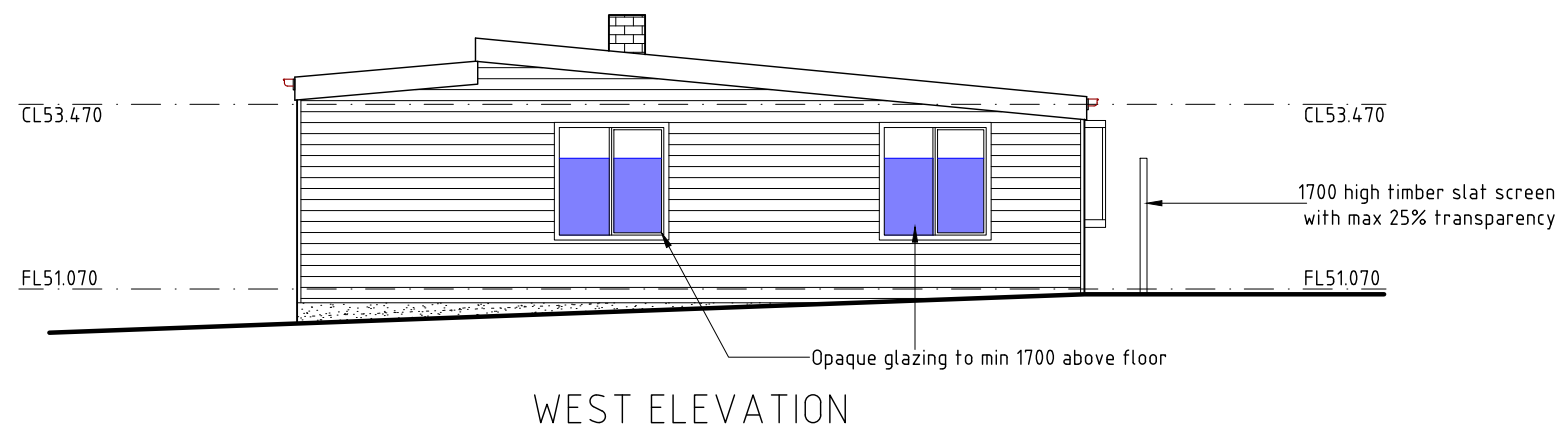 CL53.470
CL53.470
1700 high timber slat screen
with max 25% transparency
FL51.070
FL51.070
Opaque glazing to min 1700 above floor
WEST ELEVATION